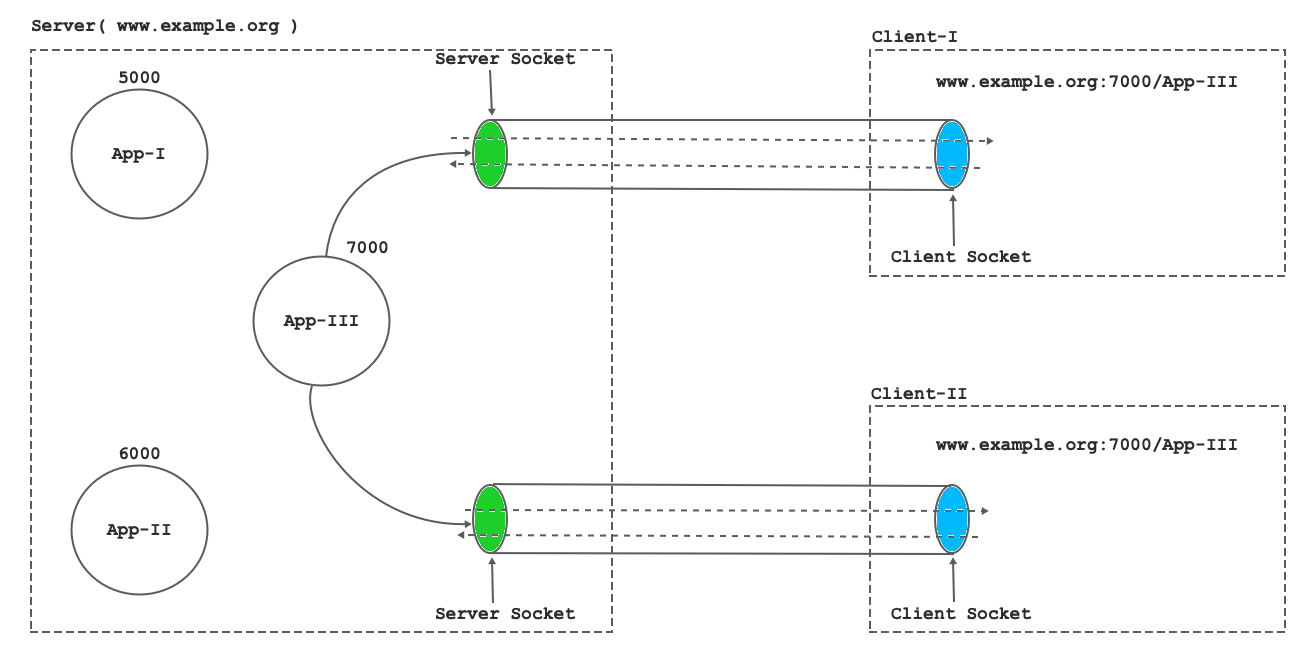 Server( www.example.org )
Client-I
Server Socket
5000
www.example.org:7000/App-III
App-I
7000
Client Socket
App-III
Client-II
6000
www.example.org:7000/App-III
App-II
Server Socket
Client Socket